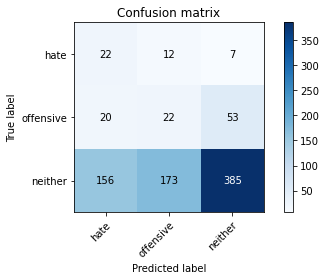 Confusion matrix
hate 22 12 7
offensive 20 22 53
neither 156 173 385
True label
hate offensive neither
Predicted label
350
300
250
200
150
100
50